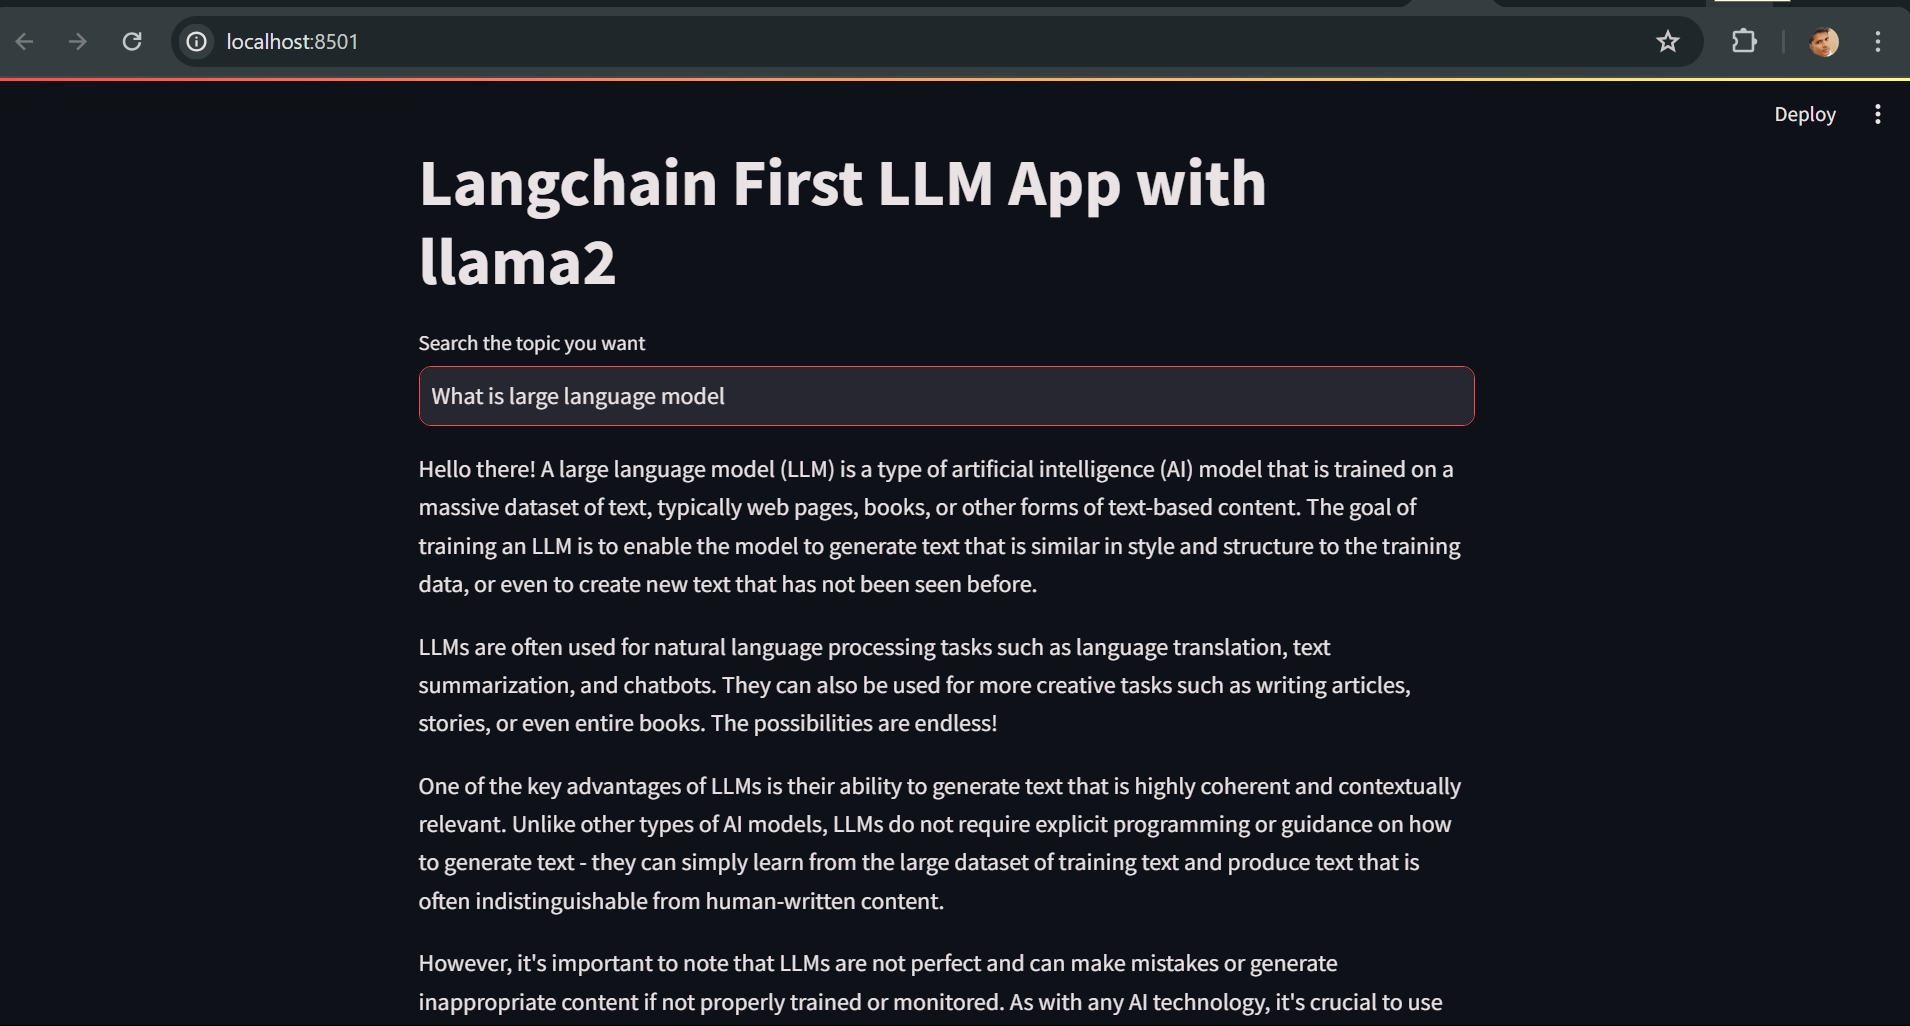 localhost:8501
Deploy
Langchain First LLM App with
llama2
Search the topic you want
What is large language model
Hello there! A large language model (LLM) is a type of artificial intelligence (AI) model that is trained on a
massive dataset of text, typically web pages, books, or other forms of text-based content. The goal of
training an LLM is to enable the model to generate text that is similar in style and structure to the training
data, or even to create new text that has not been seen before.
LLMs are often used for natural language processing tasks such as language translation, text
summarization, and chatbots. They can also be used for more creative tasks such as writing articles,
stories, or even entire books. The possibilities are endless!
One of the key advantages of LLMs is their ability to generate text that is highly coherent and contextually
relevant. Unlike other types of AI models, LLMs do not require explicit programming or guidance on how
to generate text - they can simply learn from the large dataset of training text and produce text that is
often indistinguishable from human-written content.
However, it's important to note that LLMs are not perfect and can make mistakes or generate
inappropriate content if not properly trained or monitored. As with any AI technology, it's crucial to use